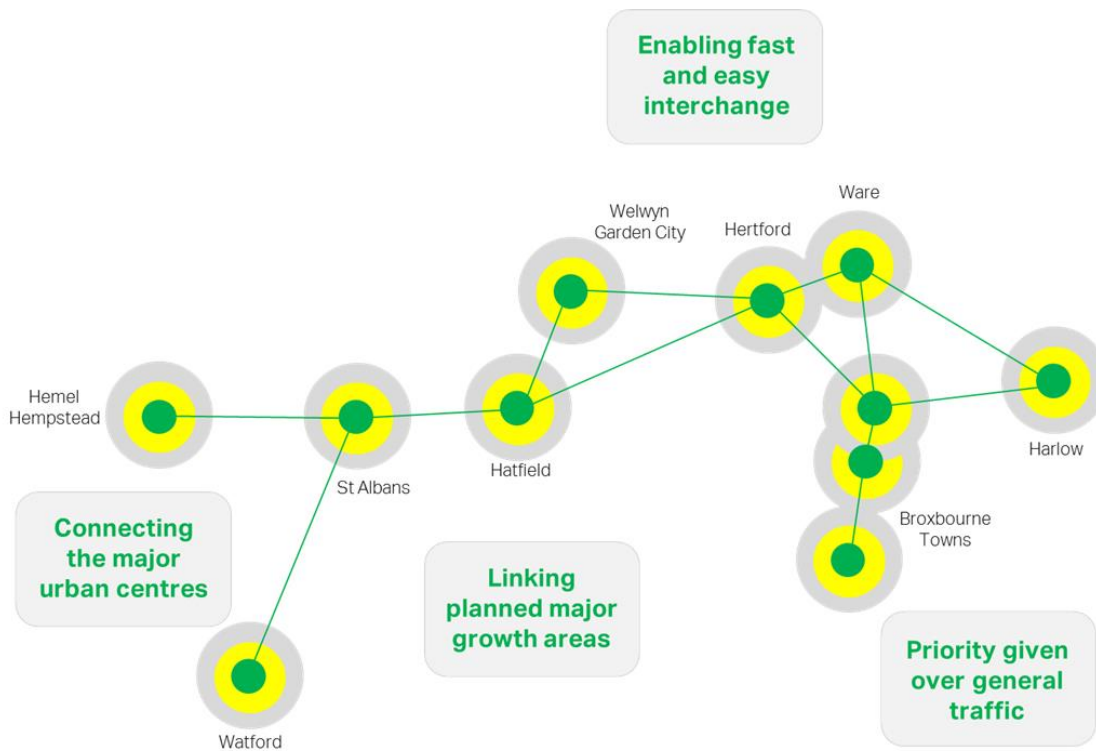 Enabling fast
and easy
interchange
Ware
Welwyn
Garden City
Hertford
Hemel
Hempstead
St Albans
Hatfield
Harlow
Broxbourne
Towns
Connecting
the major
urban centres
Linking
planned major
growth areas
Priority given
over general
traffic
Watford